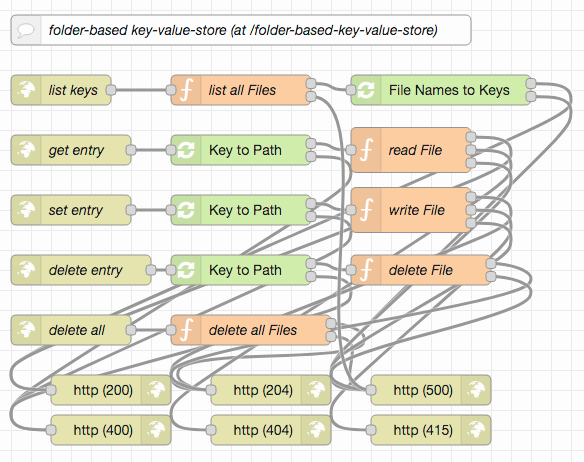 folder-based key-value-store (at /folder-based-key-value-store)
list keys
list all Files
File Names to Keys
get entry
Key to Path
read File
set entry
Key to Path
write File
delete entry
Key to Path
delete File
delete all
delete all Files
http (200)
http (204)
http (500)
http (400)
http (404)
http (415)